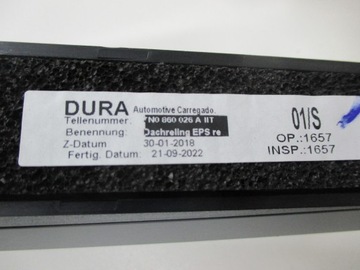 DURA Automotive Carregado.
Teilenummer: 7N0 860 026 A IIT
Benennung: Dachreling EPS re
Z-Datum 30-01-2018
Fertig. Datum: 21-09-2022
01/S
OP.:1657
INSP.:1657